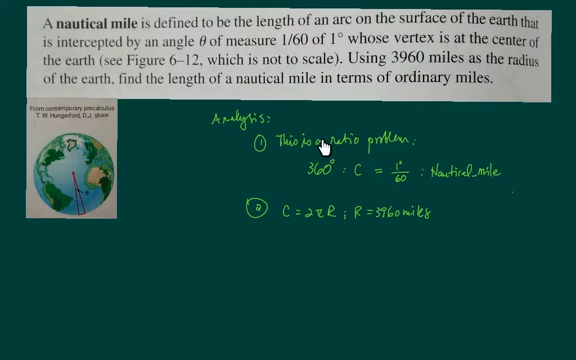 A nautical mile is defined to be the length of an arc on the surface of the earth that
is intercepted by an angle θ of measure 1/60 of 1° whose vertex is at the center of
the earth (see Figure 6–12, which is not to scale). Using 3960 miles as the radius
of the earth, find the length of a nautical mile in terms of ordinary miles.
From contemporary precalculus
T. W. Hungerford, D.J. shaw
Analysis:
① This is a ratio problem:
360° : C = 1°/60 : Nautical_mile
② C = 2πR ; R = 3960 miles